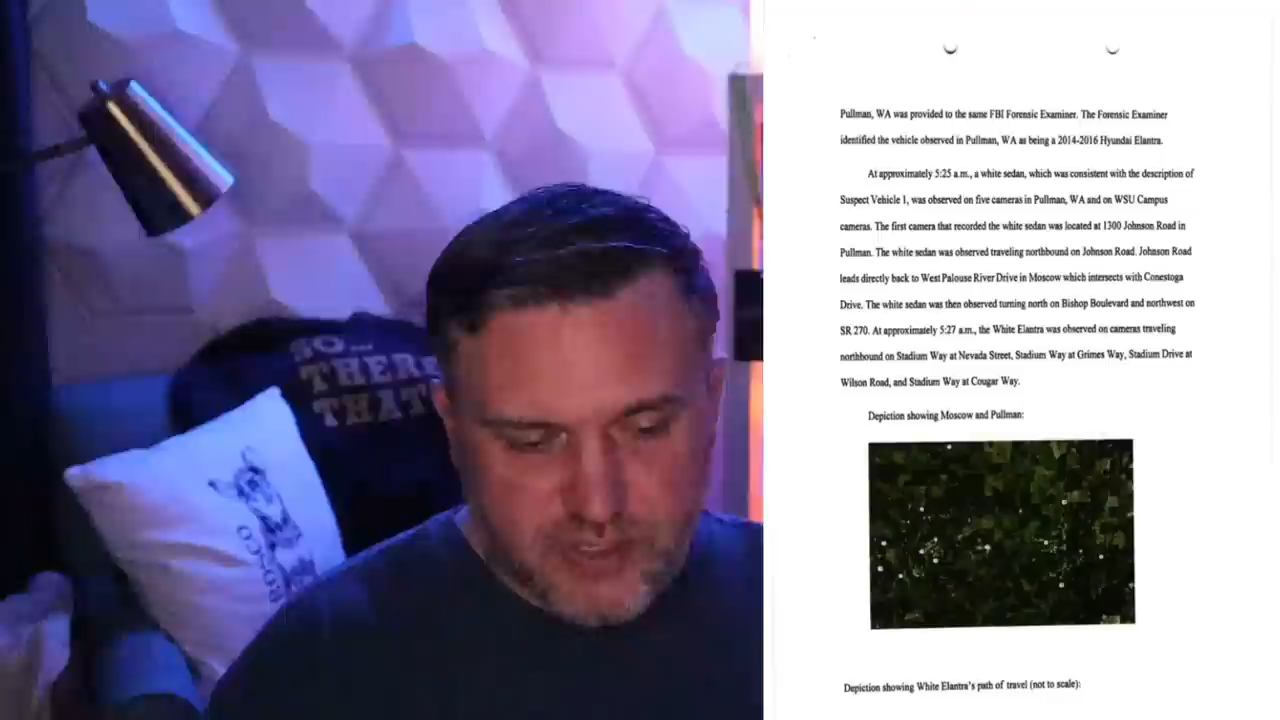 SO...
THERE
THAT
ROCCO
Pullman, WA was provided to the same FBI Forensic Examiner. The Forensic Examiner
identified the vehicle observed in Pullman, WA as being a 2014-2016 Hyundai Elantra.
At approximately 5:25 a.m., a white sedan, which was consistent with the description of
Suspect Vehicle 1, was observed on five cameras in Pullman, WA and on WSU Campus
cameras. The first camera that recorded the white sedan was located at 1300 Johnson Road in
Pullman. The white sedan was observed traveling northbound on Johnson Road. Johnson Road
leads directly back to West Palouse River Drive in Moscow which intersects with Conestoga
Drive. The white sedan was then observed turning north on Bishop Boulevard and northwest on
SR 270. At approximately 5:27 a.m., the White Elantra was observed on cameras traveling
northbound on Stadium Way at Nevada Street, Stadium Way at Grimes Way, Stadium Drive at
Wilson Road, and Stadium Way at Cougar Way.
Depiction showing Moscow and Pullman:
Depiction showing White Elantra's path of travel (not to scale):